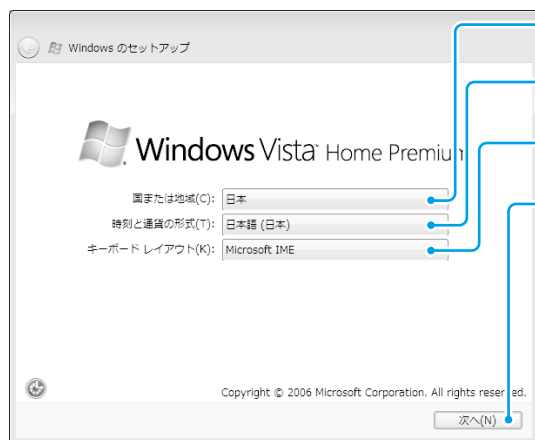 Windows のセットアップ
Windows Vista™ Home Premium
国または地域(C): 日本
時刻と通貨の形式(T): 日本語 (日本)
キーボード レイアウト(K): Microsoft IME
Copyright © 2006 Microsoft Corporation. All rights reserved.
次へ(N)